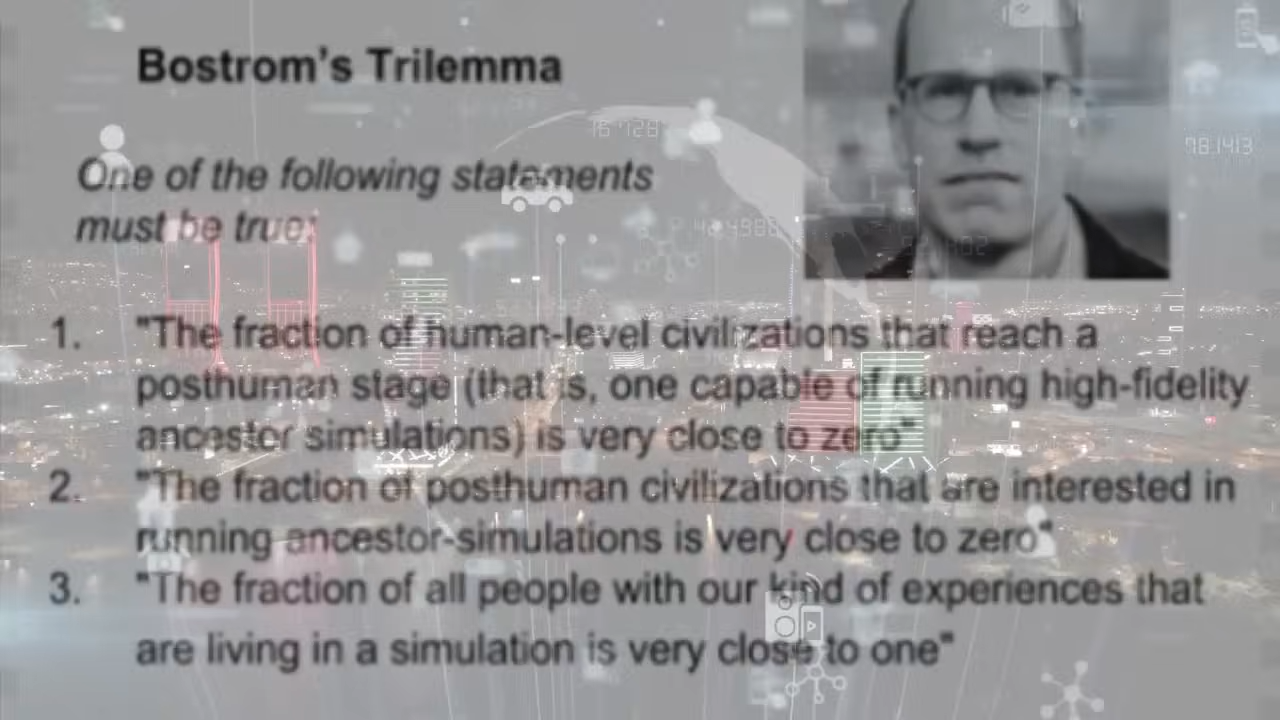 Bostrom's Trilemma
One of the following statements
must be true:
1. "The fraction of human-level civilizations that reach a
posthuman stage (that is, one capable of running high-fidelity
ancestor simulations) is very close to zero"
2. "The fraction of posthuman civilizations that are interested in
running ancestor-simulations is very close to zero"
3. "The fraction of all people with our kind of experiences that
are living in a simulation is very close to one"
78.1413